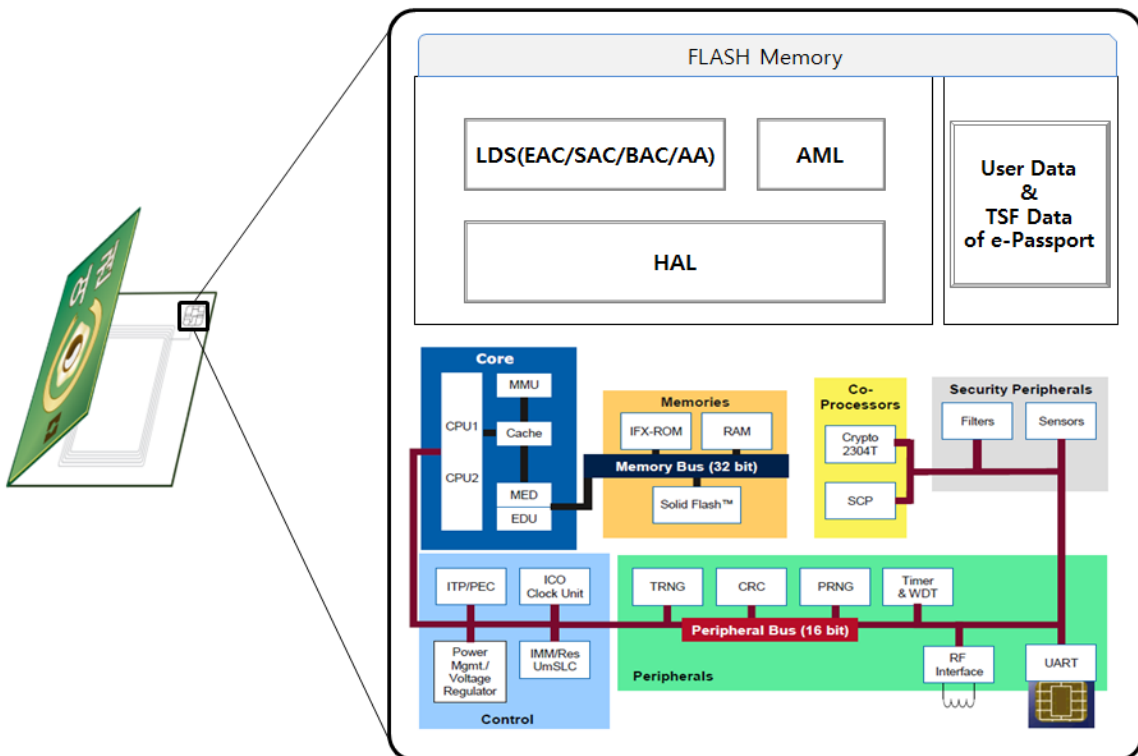 FLASH Memory
LDS(EAC/SAC/BAC/AA)
AML
HAL
User Data
&
TSF Data
of e-Passport
Core
CPU1
CPU2
MMU
Cache
MED
EDU
Memories
IFX-ROM
RAM
Memory Bus (32 bit)
Solid Flash™
Co-
Processors
Crypto
2304T
SCP
Security Peripherals
Filters
Sensors
ITP/PEC
ICO
Clock Unit
Power
Mgmt./
Voltage
Regulator
IMM/Res
UmSLC
Control
TRNG
CRC
PRNG
Timer
& WDT
Peripheral Bus (16 bit)
RF
Interface
UART
Peripherals